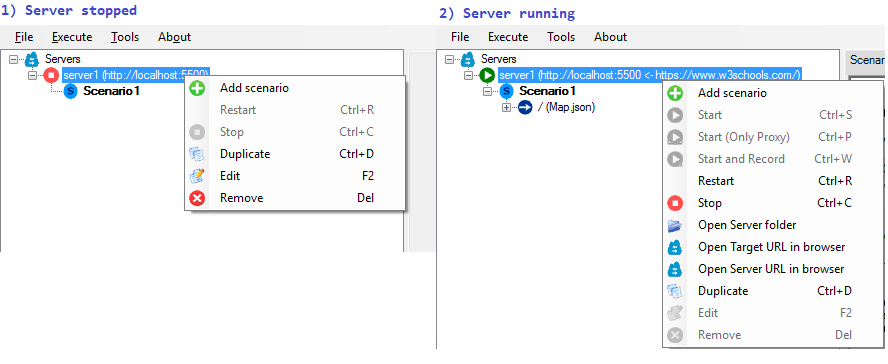 1) Server stopped
File Execute Tools About
Servers
server1 (http://localhost:5500)
Scenario1
Add scenario
Restart Ctrl+R
Stop Ctrl+C
Duplicate Ctrl+D
Edit F2
Remove Del
2) Server running
File Execute Tools About
Servers
server1 (http://localhost:5500 <- https://www.w3schools.com/)
Scenario1
/ (Map.json)
Scenar
Add scenario
Start Ctrl+S
Start (Only Proxy) Ctrl+P
Start and Record Ctrl+W
Restart Ctrl+R
Stop Ctrl+C
Open Server folder
Open Target URL in browser
Open Server URL in browser
Duplicate Ctrl+D
Edit F2
Remove Del